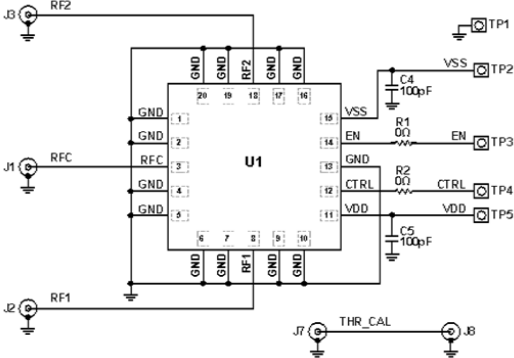 J3 RF2
TP1
VSS TP2
C4
100pF
GND GND RF2 GND GND
20 19 18 17 16
GND 1 15 VSS
R1
0Ω
GND 2 14 EN EN TP3
J1 RFC RFC 3 U1 13 GND
R2
0Ω
GND 4 12 CTRL CTRL TP4
GND 5 11 VDD VDD TP5
C5
100pF
6 7 8 9 10
GND GND RF1 GND GND
J2 RF1
J7 THR_CAL J8